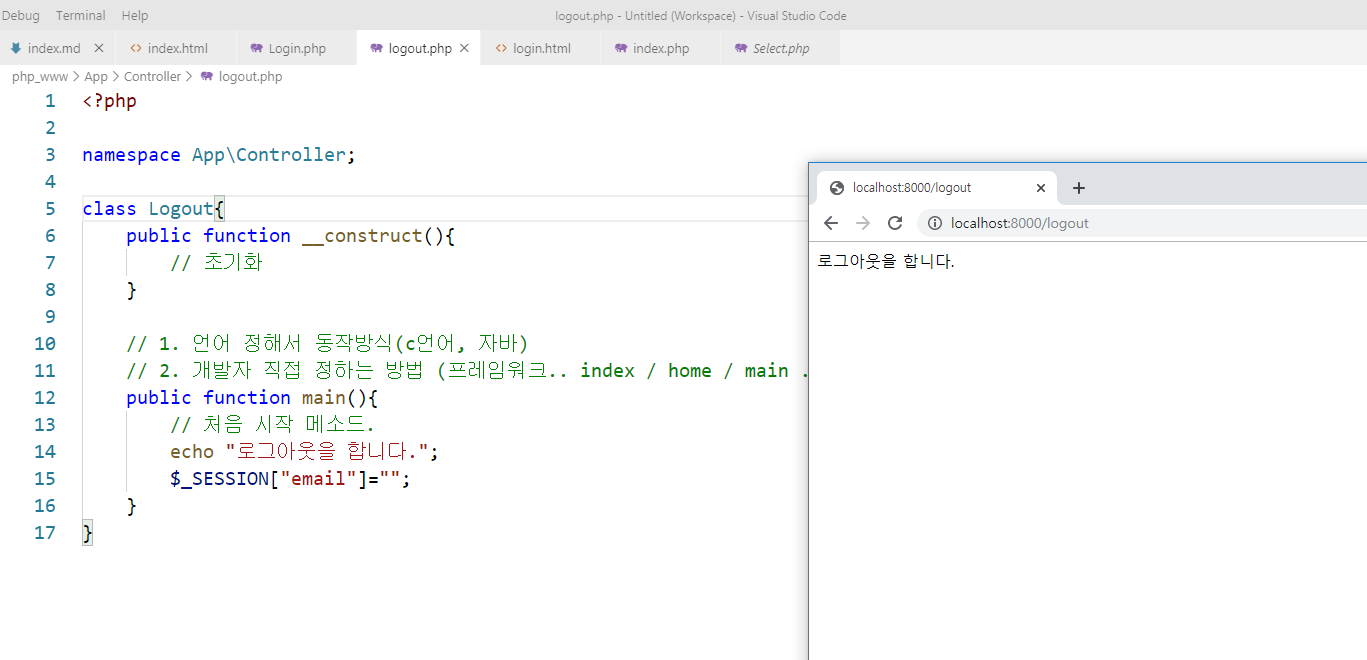 Debug Terminal Help logout.php - Untitled (Workspace) - Visual Studio Code
index.md index.html Login.php logout.php login.html index.php Select.php
php_www > App > Controller > logout.php
1 <?php
2
3 namespace App\Controller;
4
5 class Logout{
6 public function __construct(){
7 // 초기화
8 }
9
10 // 1. 언어 정해서 동작방식(c언어, 자바)
11 // 2. 개발자 직접 정하는 방법 (프레임워크.. index / home / main .
12 public function main(){
13 // 처음 시작 메소드.
14 echo "로그아웃을 합니다.";
15 $_SESSION["email"]="";
16 }
17 }
localhost:8000/logout
localhost:8000/logout
로그아웃을 합니다.